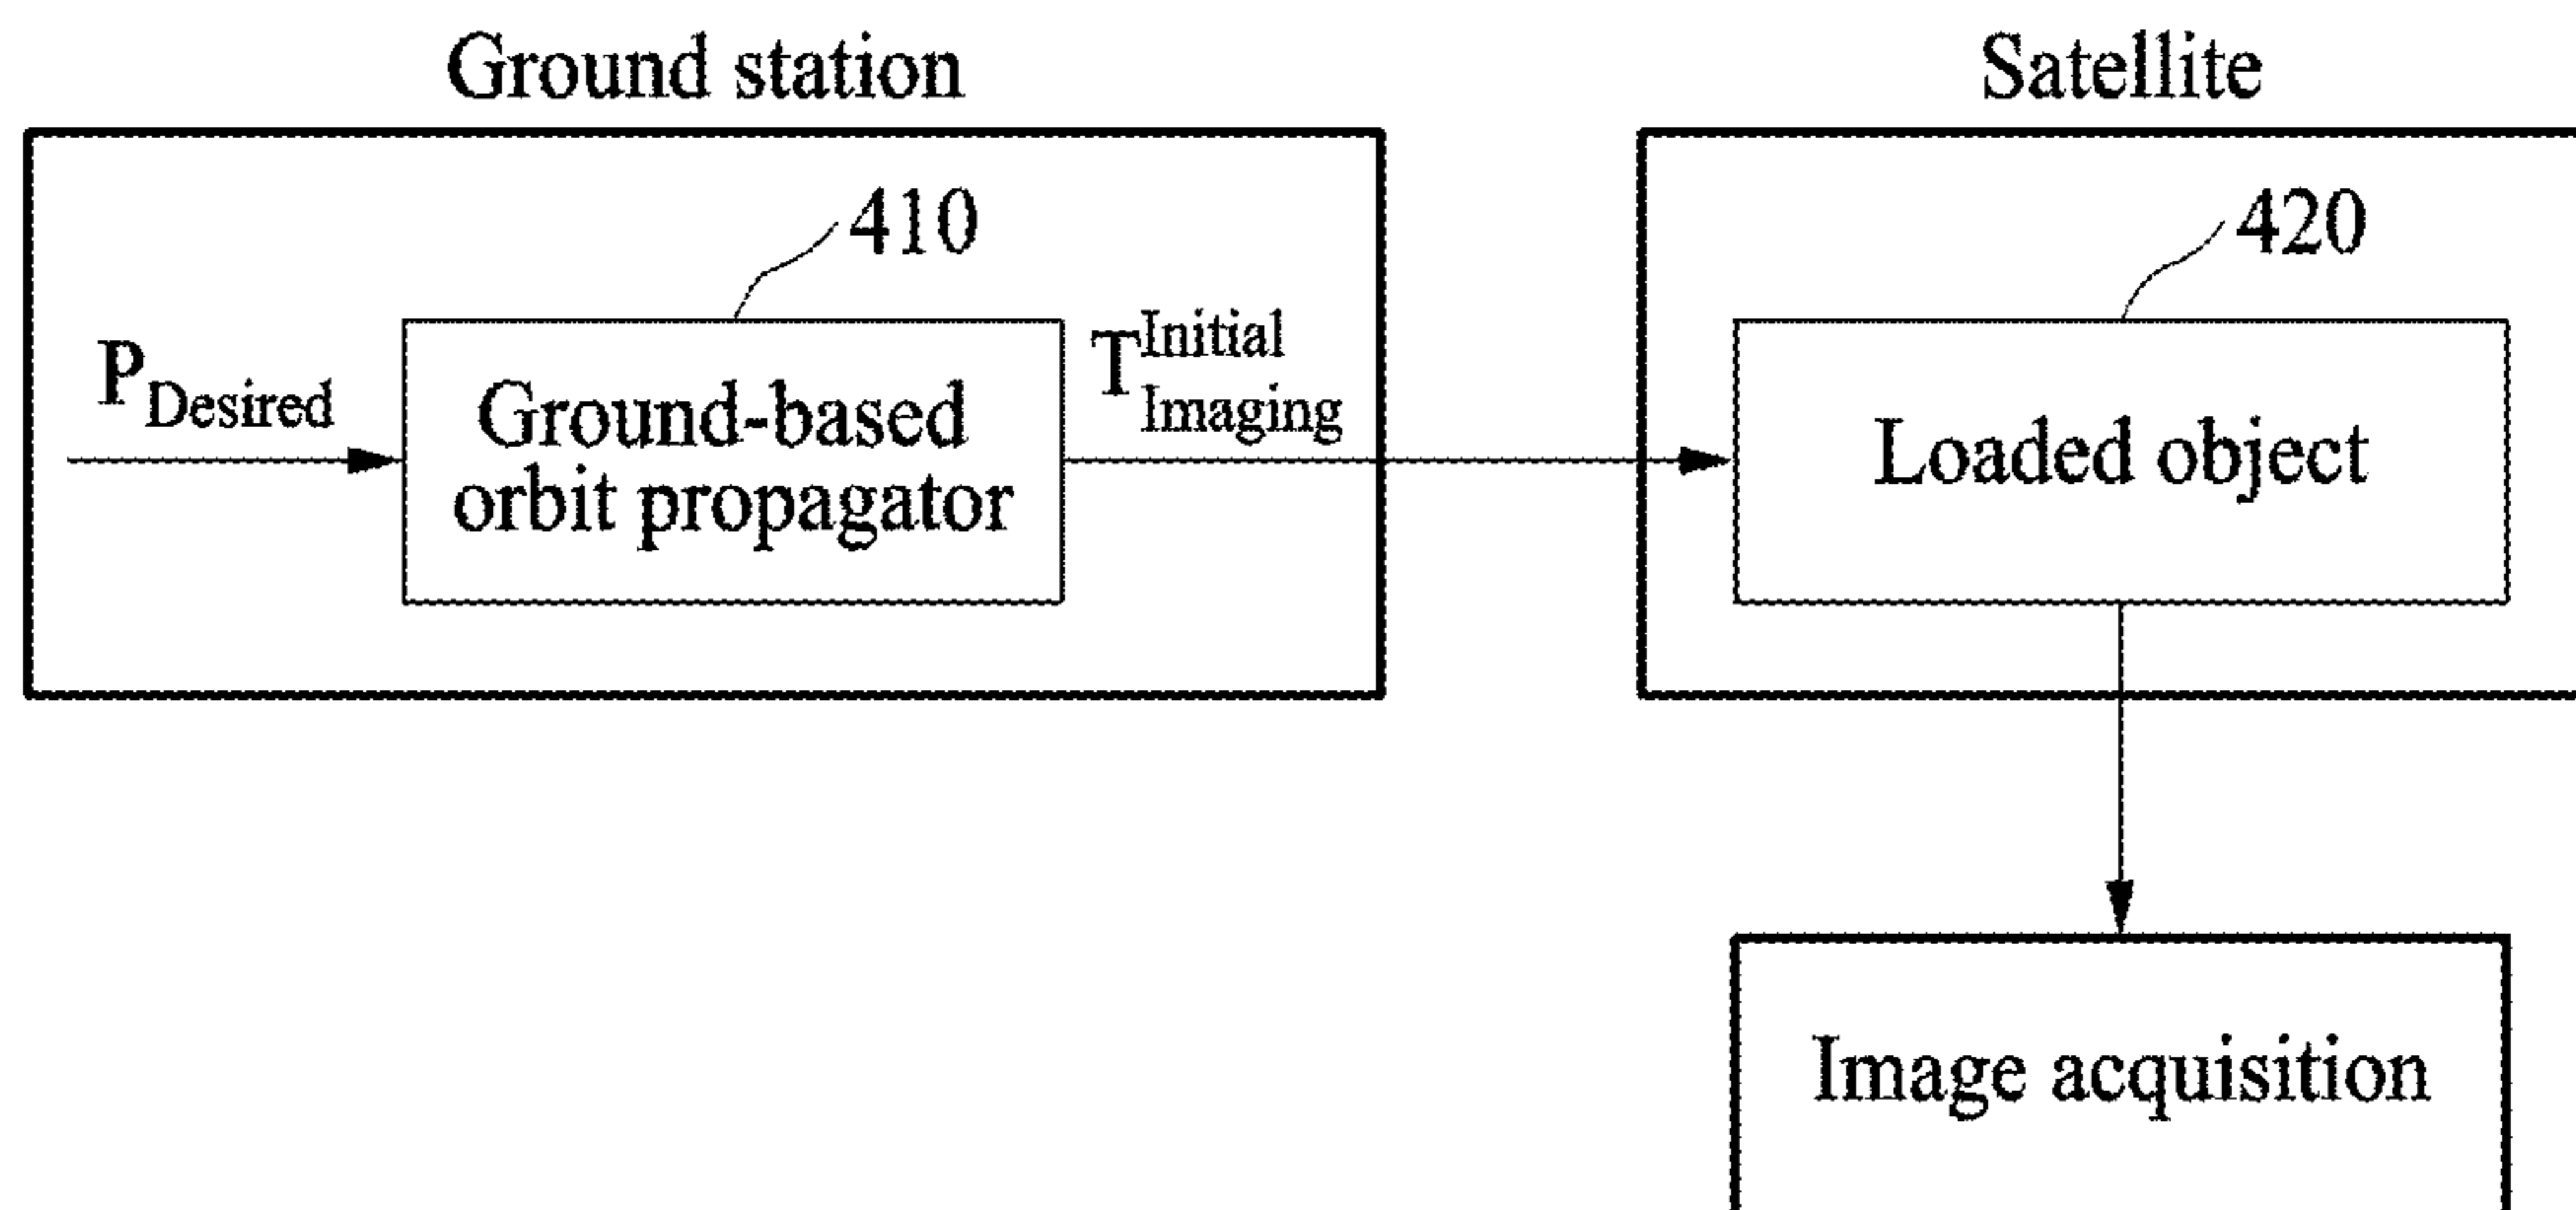 Ground station
Satellite
410
420
P_Desired
Ground-based
orbit propagator
T^Initial_Imaging
Loaded object
Image acquisition